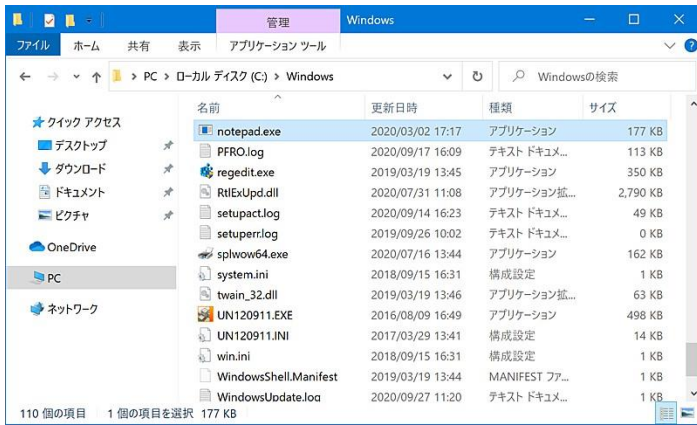 管理 Windows
ファイル ホーム 共有 表示 アプリケーション ツール
PC ローカル ディスク (C:) Windows Windowsの検索
クイック アクセス
デスクトップ
ダウンロード
ドキュメント
ピクチャ
OneDrive
PC
ネットワーク
名前 更新日時 種類 サイズ
notepad.exe 2020/03/02 17:17 アプリケーション 177 KB
PFRO.log 2020/09/17 16:09 テキスト ドキュメ... 113 KB
regedit.exe 2019/03/19 13:45 アプリケーション 350 KB
RtlExUpd.dll 2020/07/31 11:08 アプリケーション拡... 2,790 KB
setupact.log 2020/09/14 16:23 テキスト ドキュメ... 49 KB
setuperr.log 2019/09/26 10:02 テキスト ドキュメ... 0 KB
splwow64.exe 2020/07/16 13:44 アプリケーション 162 KB
system.ini 2018/09/15 16:31 構成設定 1 KB
twain_32.dll 2019/03/19 13:46 アプリケーション拡... 63 KB
UN120911.EXE 2016/08/09 16:49 アプリケーション 498 KB
UN120911.INI 2017/03/29 13:41 構成設定 14 KB
win.ini 2018/09/15 16:31 構成設定 1 KB
WindowsShell.Manifest 2019/03/19 13:44 MANIFEST ファ... 1 KB
WindowsUpdate.log 2020/09/27 11:20 テキスト ドキュメ... 1 KB
110 個の項目 1 個の項目を選択 177 KB